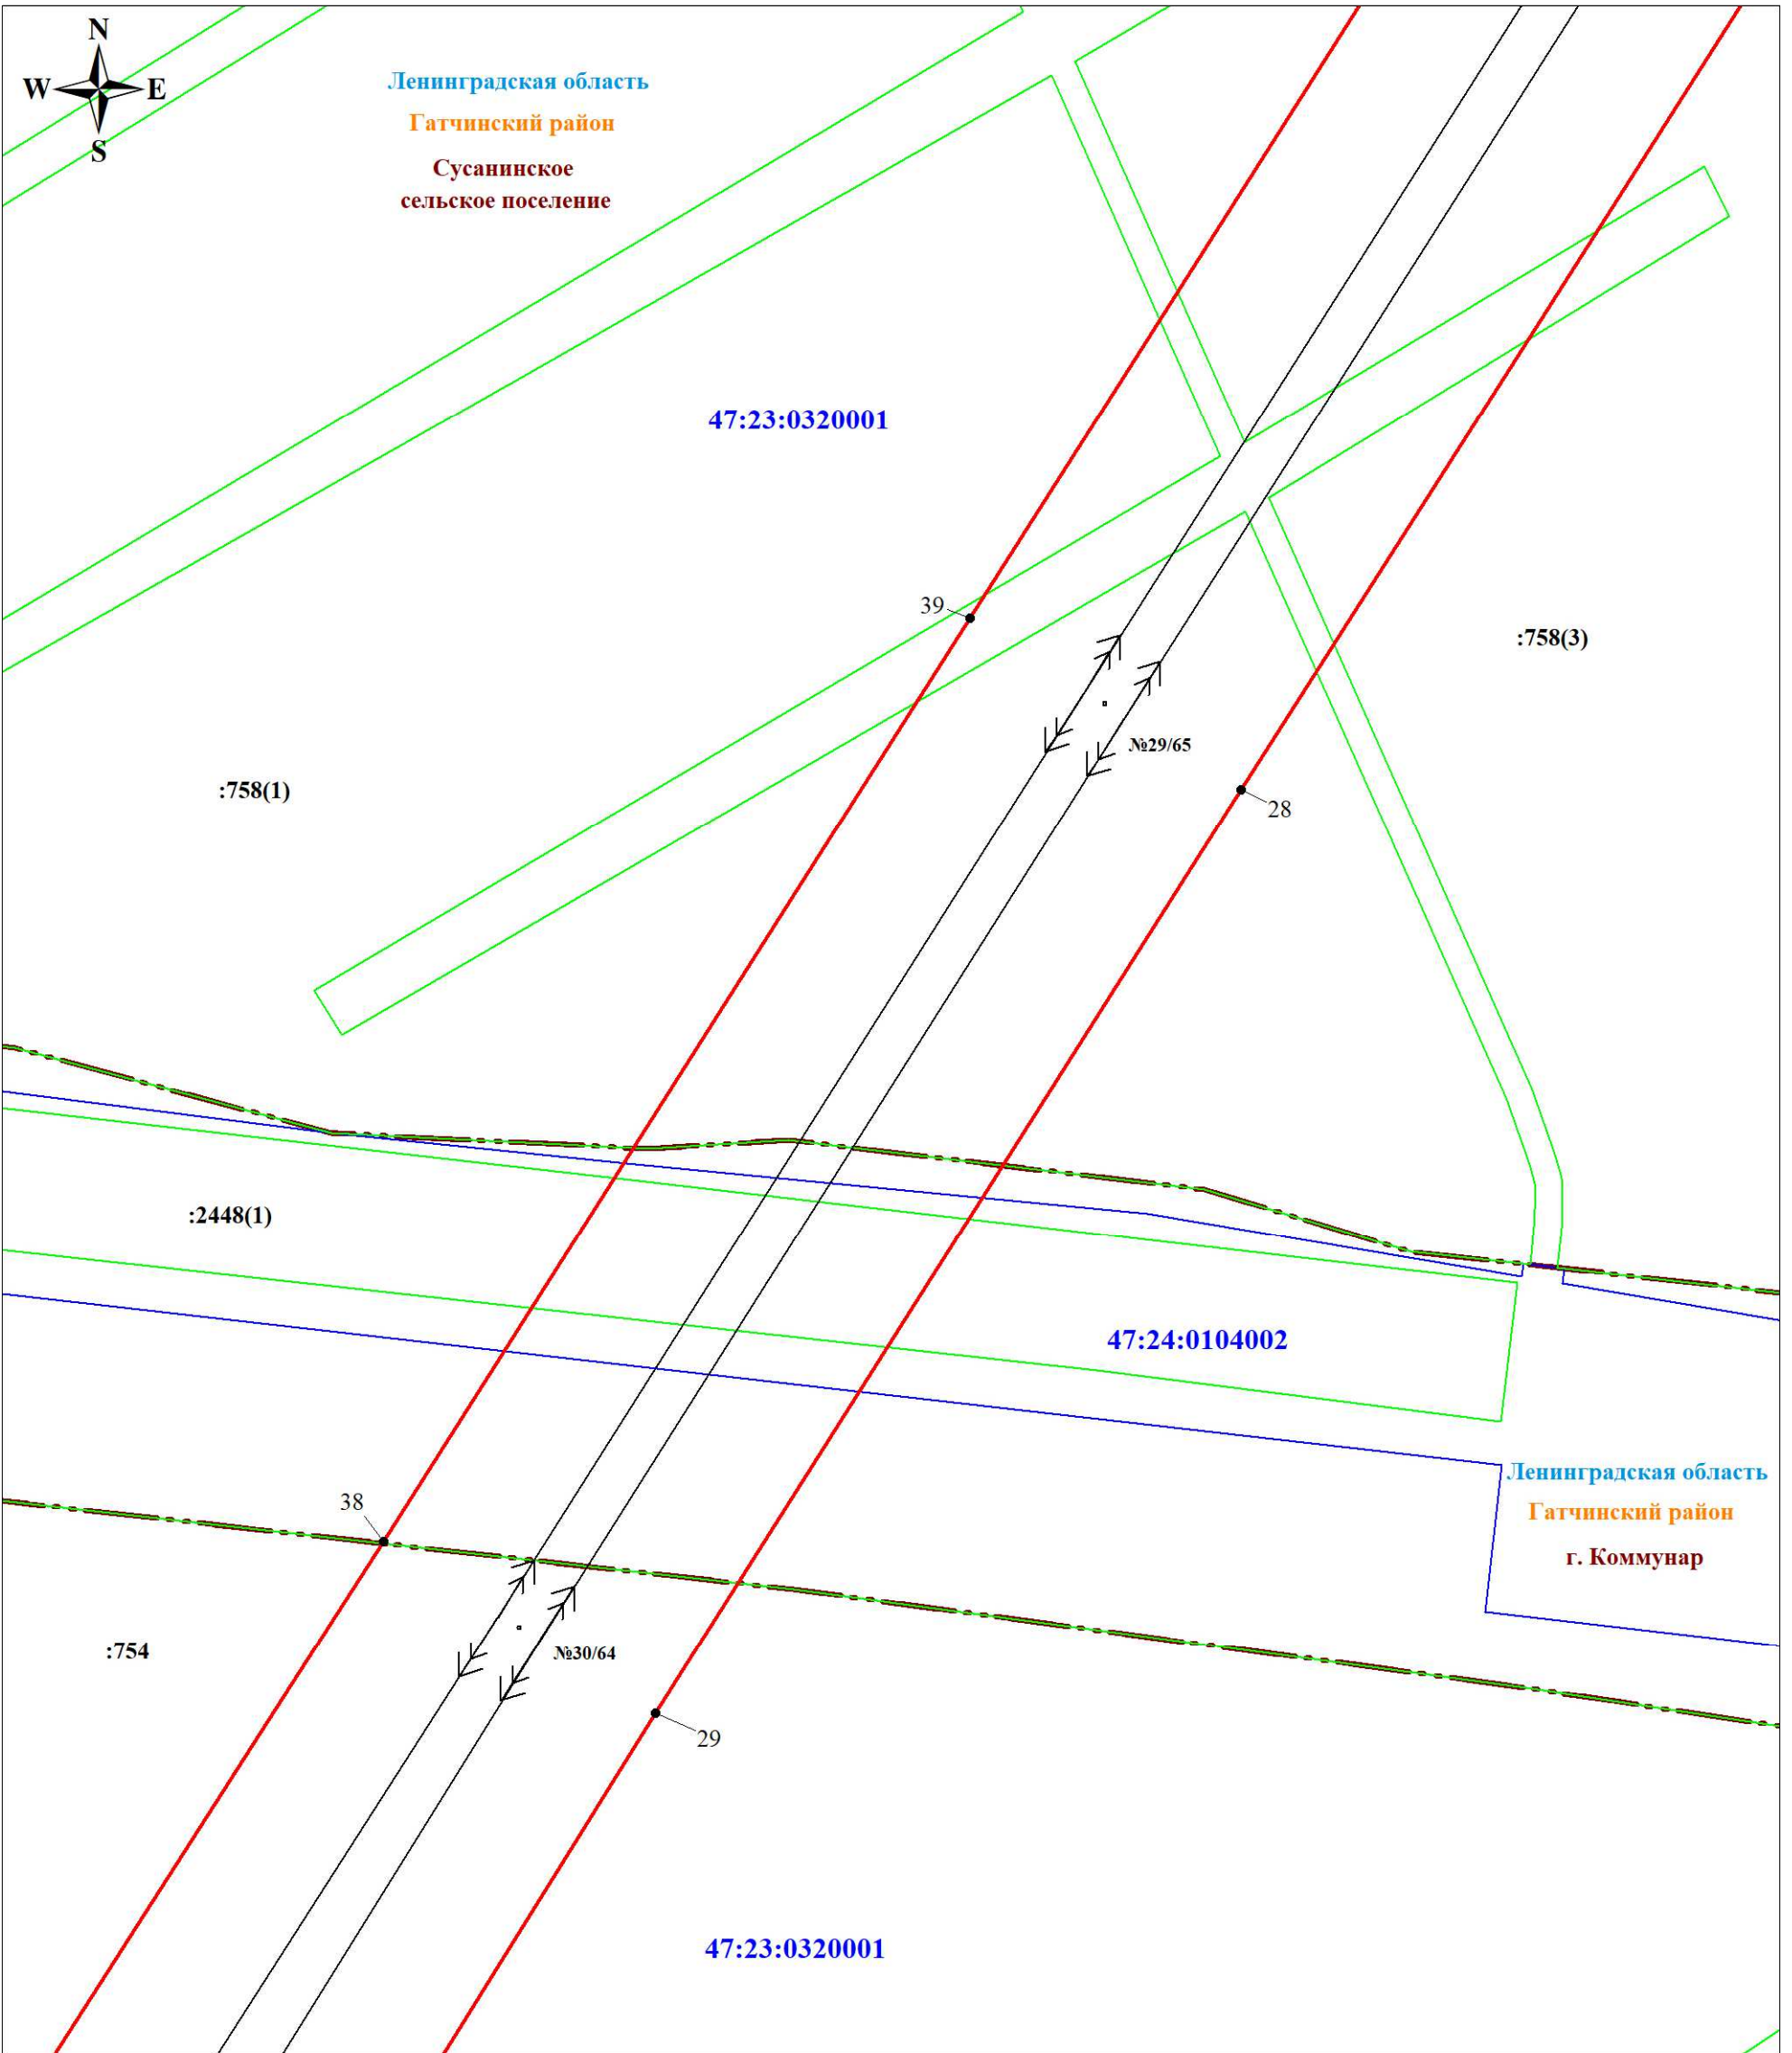 N
W E
S
Ленинградская область
Гатчинский район
Сусанинское
сельское поселение
47:23:0320001
39
:758(3)
№29/65
:758(1)
28
:2448(1)
47:24:0104002
Ленинградская область
Гатчинский район
г. Коммунар
38
:754
№30/64
29
47:23:0320001